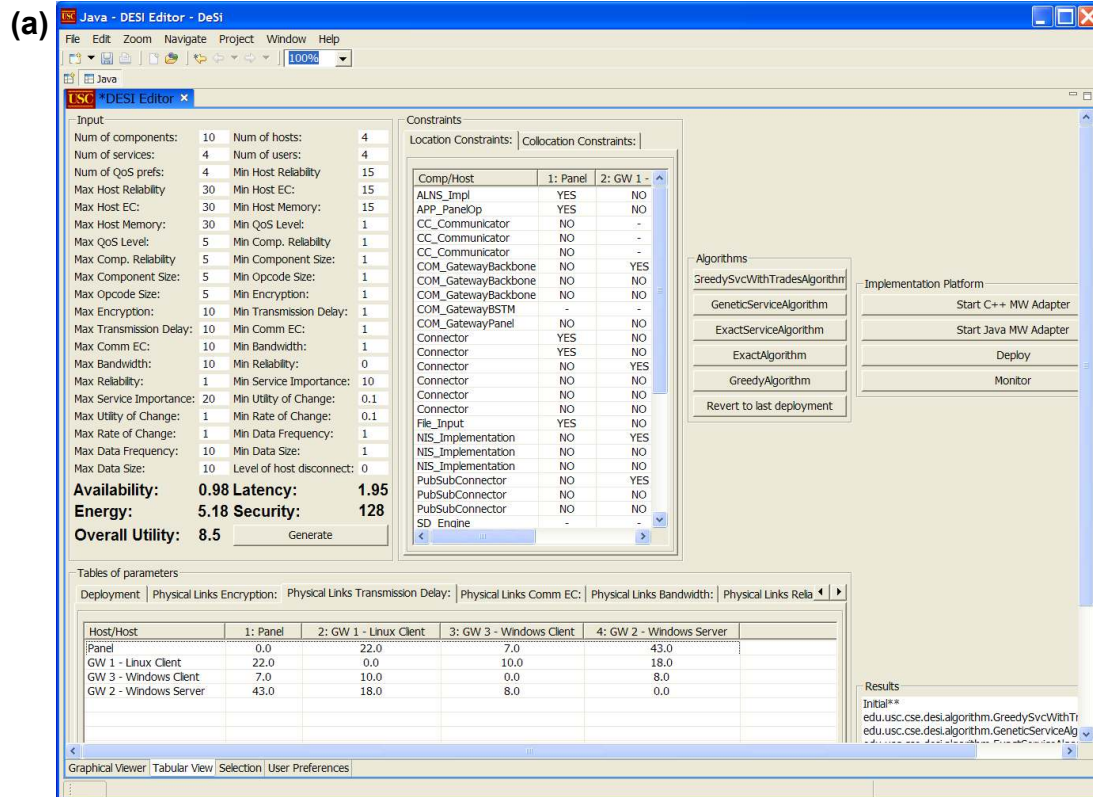 (a)
USC Java - DESI Editor - DeSi
File Edit Zoom Navigate Project Window Help
100%
Java
USC *DESI Editor
Input
Num of components: 10 Num of hosts: 4
Num of services: 4 Num of users: 4
Num of QoS prefs: 4 Min Host Reliability 15
Max Host Reliability 30 Min Host EC: 15
Max Host EC: 30 Min Host Memory: 15
Max Host Memory: 30 Min QoS Level: 1
Max QoS Level: 5 Min Comp. Reliability 1
Max Comp. Reliability 5 Min Component Size: 1
Max Component Size: 5 Min Opcode Size: 1
Max Opcode Size: 5 Min Encryption: 1
Max Encryption: 10 Min Transmission Delay: 1
Max Transmission Delay: 10 Min Comm EC: 1
Max Comm EC: 10 Min Bandwidth: 1
Max Bandwidth: 10 Min Reliability: 0
Max Reliability: 1 Min Service Importance: 10
Max Service Importance: 20 Min Utility of Change: 0.1
Max Utility of Change: 1 Min Rate of Change: 0.1
Max Rate of Change: 1 Min Data Frequency: 1
Max Data Frequency: 10 Min Data Size: 1
Max Data Size: 10 Level of host disconnect: 0
Availability: 0.98 Latency: 1.95
Energy: 5.18 Security: 128
Overall Utility: 8.5 Generate
Constraints
Location Constraints: Collocation Constraints:
Comp/Host 1: Panel 2: GW 1 -
ALNS_Impl YES NO
APP_PanelOp YES NO
CC_Communicator NO -
CC_Communicator NO -
CC_Communicator NO -
COM_GatewayBackbone NO YES
COM_GatewayBackbone NO NO
COM_GatewayBackbone NO NO
COM_GatewayBSTM - -
COM_GatewayPanel NO NO
Connector YES NO
Connector YES NO
Connector NO YES
Connector NO NO
Connector NO NO
Connector NO NO
File_Input YES NO
NIS_Implementation NO YES
NIS_Implementation NO NO
NIS_Implementation NO NO
PubSubConnector NO YES
PubSubConnector NO NO
PubSubConnector NO NO
SD_Engine - -
Algorithms
GreedySvcWithTradesAlgorithm
GeneticServiceAlgorithm
ExactServiceAlgorithm
ExactAlgorithm
GreedyAlgorithm
Revert to last deployment
Implementation Platform
Start C++ MW Adapter
Start Java MW Adapter
Deploy
Monitor
Tables of parameters
Deployment Physical Links Encryption: Physical Links Transmission Delay: Physical Links Comm EC: Physical Links Bandwidth: Physical Links Relia
Host/Host 1: Panel 2: GW 1 - Linux Client 3: GW 3 - Windows Client 4: GW 2 - Windows Server
Panel 0.0 22.0 7.0 43.0
GW 1 - Linux Client 22.0 0.0 10.0 18.0
GW 3 - Windows Client 7.0 10.0 0.0 8.0
GW 2 - Windows Server 43.0 18.0 8.0 0.0
Results
Initial**
edu.usc.cse.desi.algorithm.GreedySvcWithTr
edu.usc.cse.desi.algorithm.GeneticServiceAlg
Graphical Viewer Tabular View Selection User Preferences